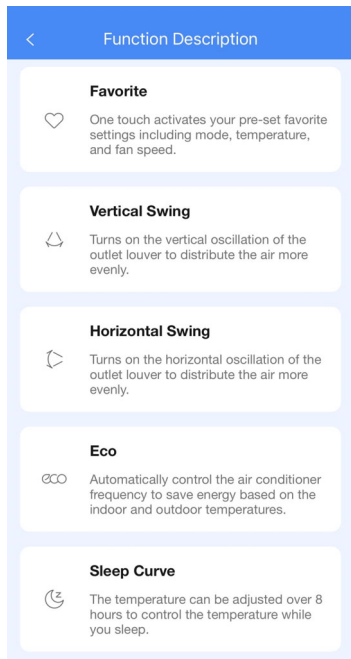 Function Description
Favorite
One touch activates your pre-set favorite
settings including mode, temperature,
and fan speed.
Vertical Swing
Turns on the vertical oscillation of the
outlet louver to distribute the air more
evenly.
Horizontal Swing
Turns on the horizontal oscillation of the
outlet louver to distribute the air more
evenly.
Eco
eco
Automatically control the air conditioner
frequency to save energy based on the
indoor and outdoor temperatures.
Sleep Curve
z
The temperature can be adjusted over 8
hours to control the temperature while
you sleep.